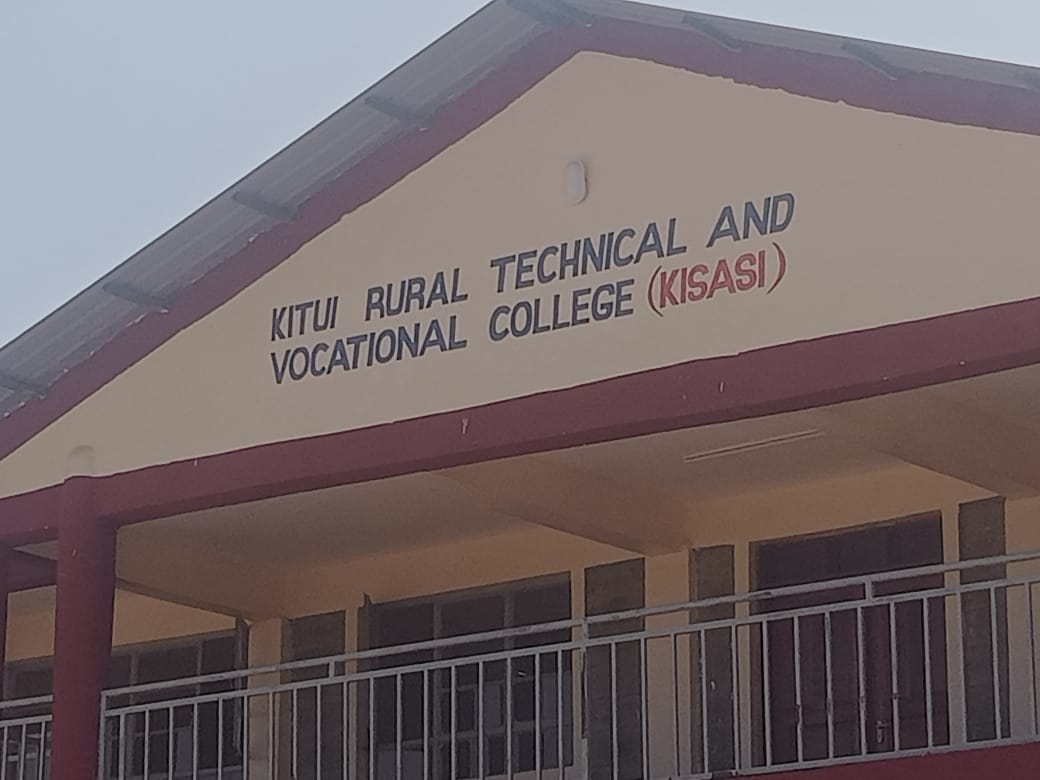 KITUI RURAL TECHNICAL AND
VOCATIONAL COLLEGE (KISASI)